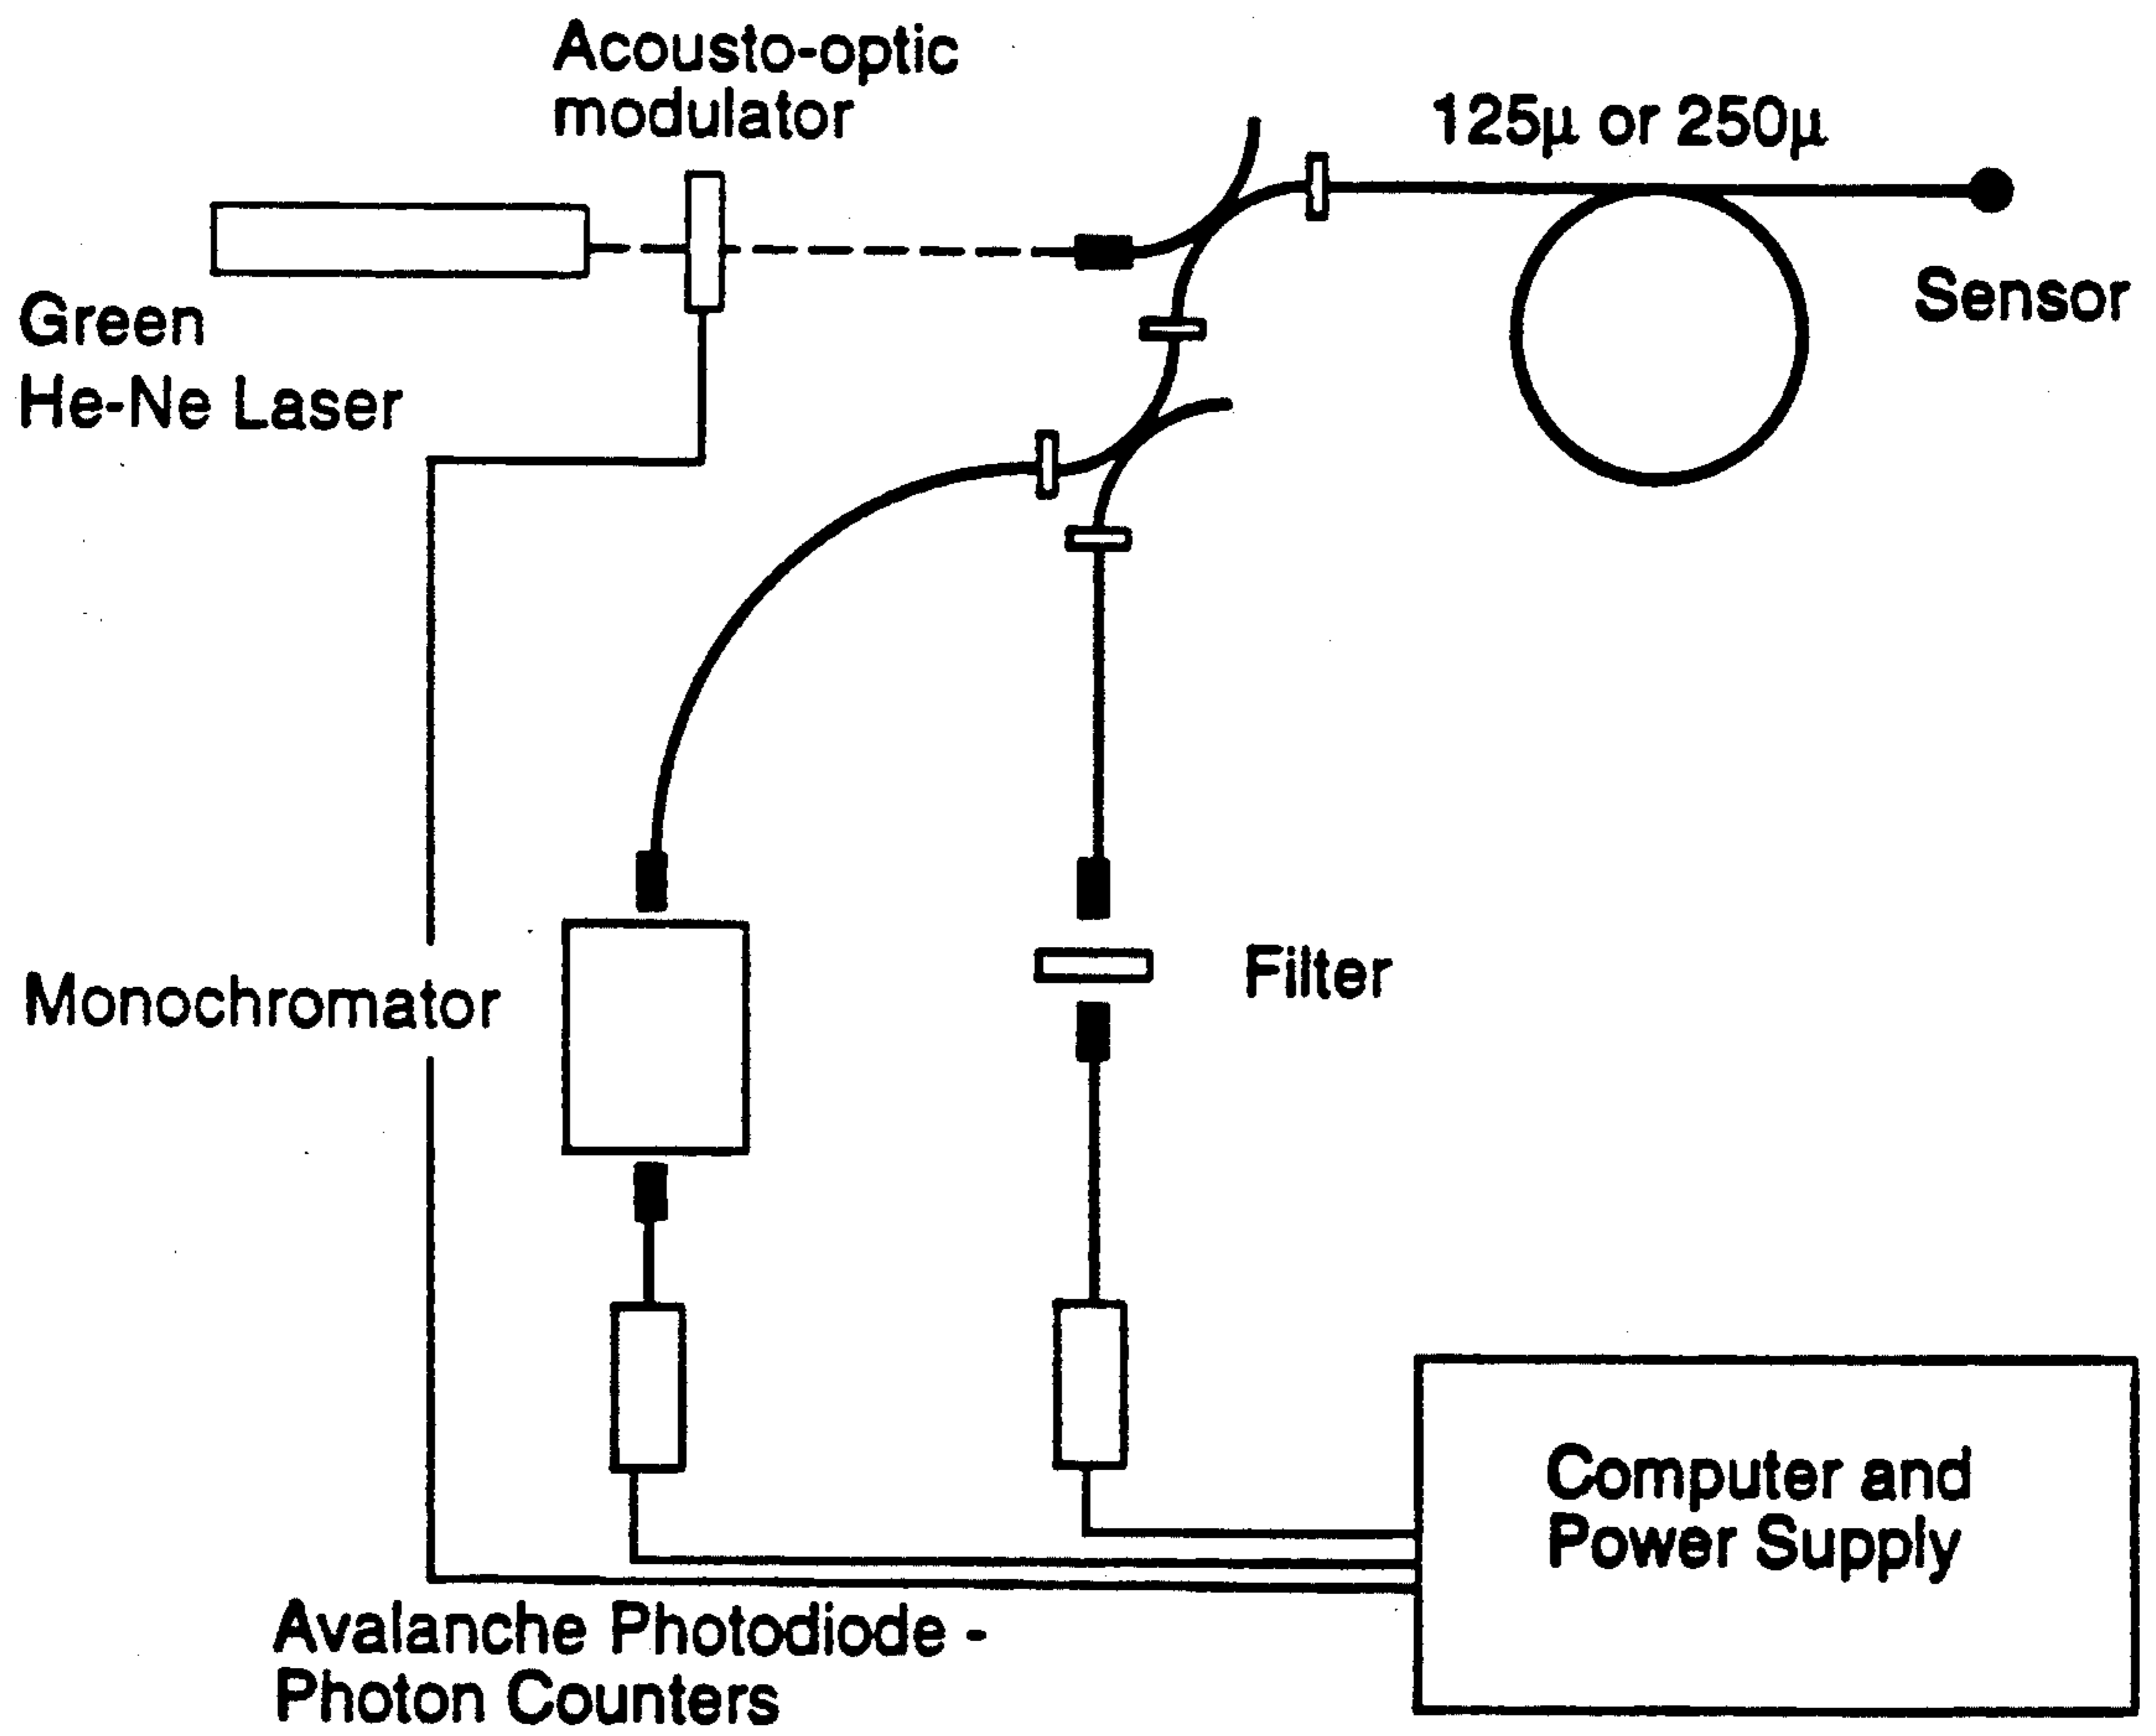 Acousto-optic
modulator
125µ or 250µ
Green
He-Ne Laser
Sensor
Monochromator
Filter
Computer and
Power Supply
Avalanche Photodiode -
Photon Counters